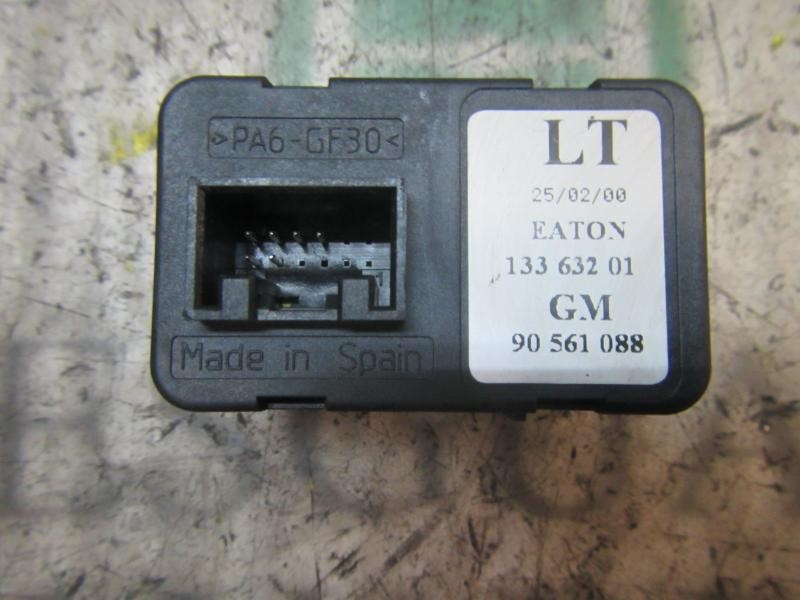 >PA6-GF30<
Made in Spain
LT
25/02/00
EATON
133 632 01
GM
90 561 088